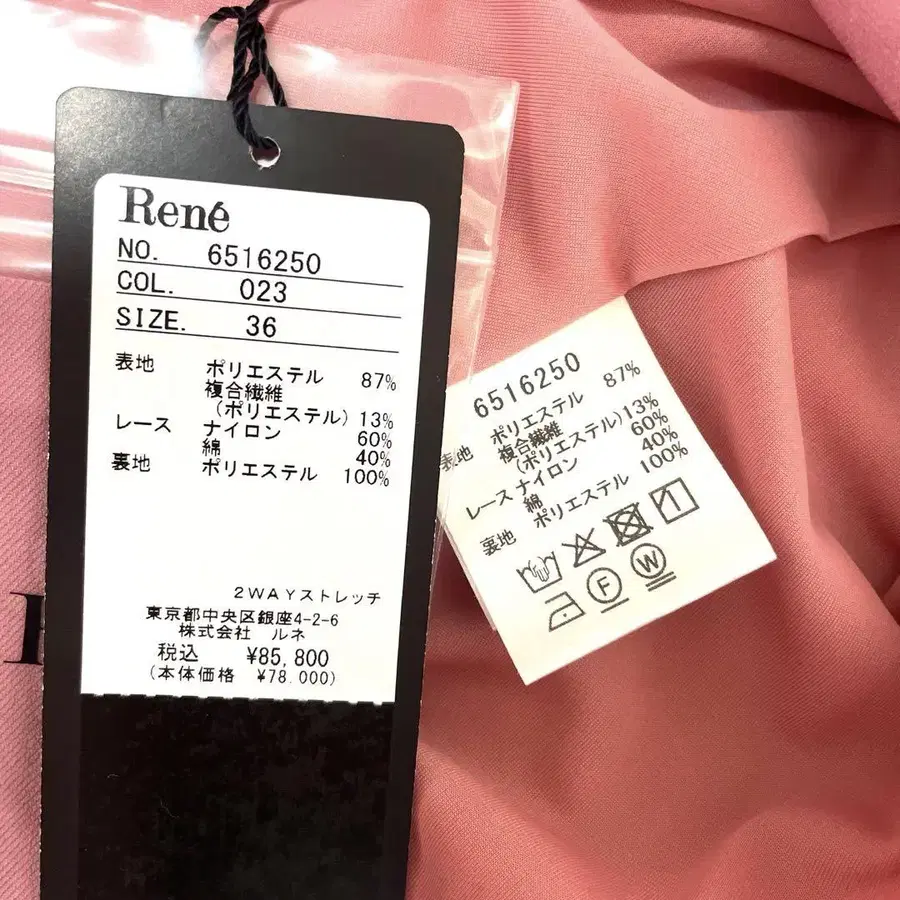 René
NO. 6516250
COL. 023
SIZE. 36
表地 ポリエステル 87%
複合繊維
(ポリエステル) 13%
レース ナイロン 60%
綿 40%
裏地 ポリエステル 100%
2WAYストレッチ
東京都中央区銀座4-2-6
株式会社 ルネ
税込 ¥85,800
(本体価格 ¥78,000)
6516250
表地 ポリエステル 87%
複合繊維
(ポリエステル) 13%
レース ナイロン 60%
綿 40%
裏地 ポリエステル 100%
F
W